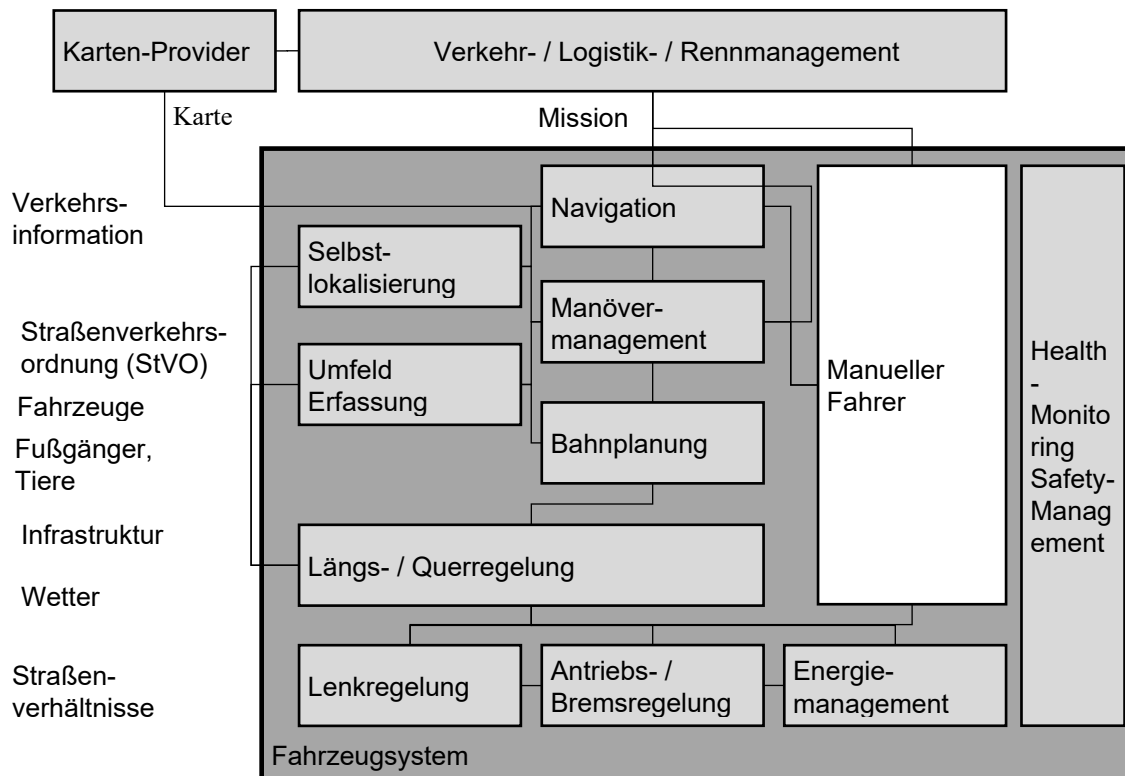 Karten-Provider
Verkehr- / Logistik- / Rennmanagement
Karte
Mission
Verkehrs-
information
Navigation
Selbst-
lokalisierung
Straßenverkehrs-
ordnung (StVO)
Manöver-
management
Umfeld
Erfassung
Manueller
Fahrer
Health
-
Monito
ring
Safety-
Manag
ement
Fahrzeuge
Fußgänger,
Tiere
Bahnplanung
Infrastruktur
Längs- / Querregelung
Wetter
Straßen-
verhältnisse
Lenkregelung
Antriebs- /
Bremsregelung
Energie-
management
Fahrzeugsystem